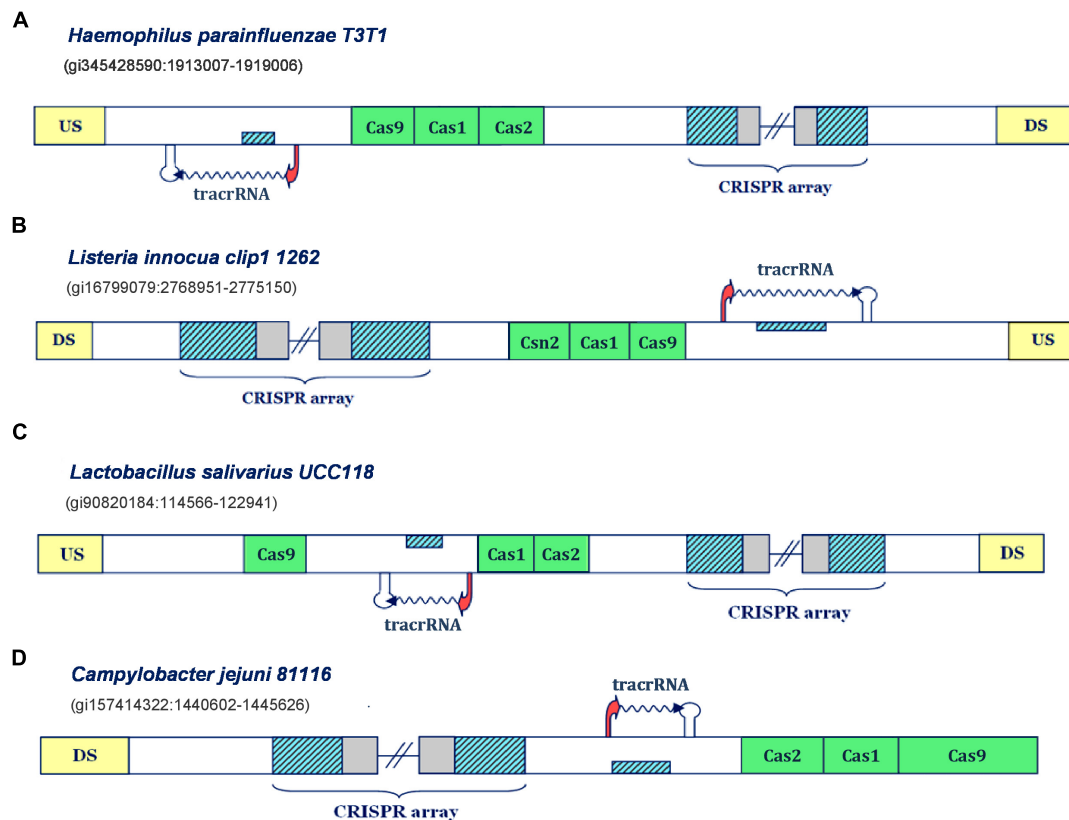 A
Haemophilus parainfluenzae T3T1
(gi345428590:1913007-1919006)
US Cas9 Cas1 Cas2 DS
tracrRNA
CRISPR array
B
Listeria innocua clip1 1262
(gi16799079:2768951-2775150)
tracrRNA
DS Csn2 Cas1 Cas9 US
CRISPR array
C
Lactobacillus salivarius UCC118
(gi90820184:114566-122941)
US Cas9 Cas1 Cas2 DS
tracrRNA
CRISPR array
D
Campylobacter jejuni 81116
(gi157414322:1440602-1445626)
tracrRNA
DS Cas2 Cas1 Cas9
CRISPR array